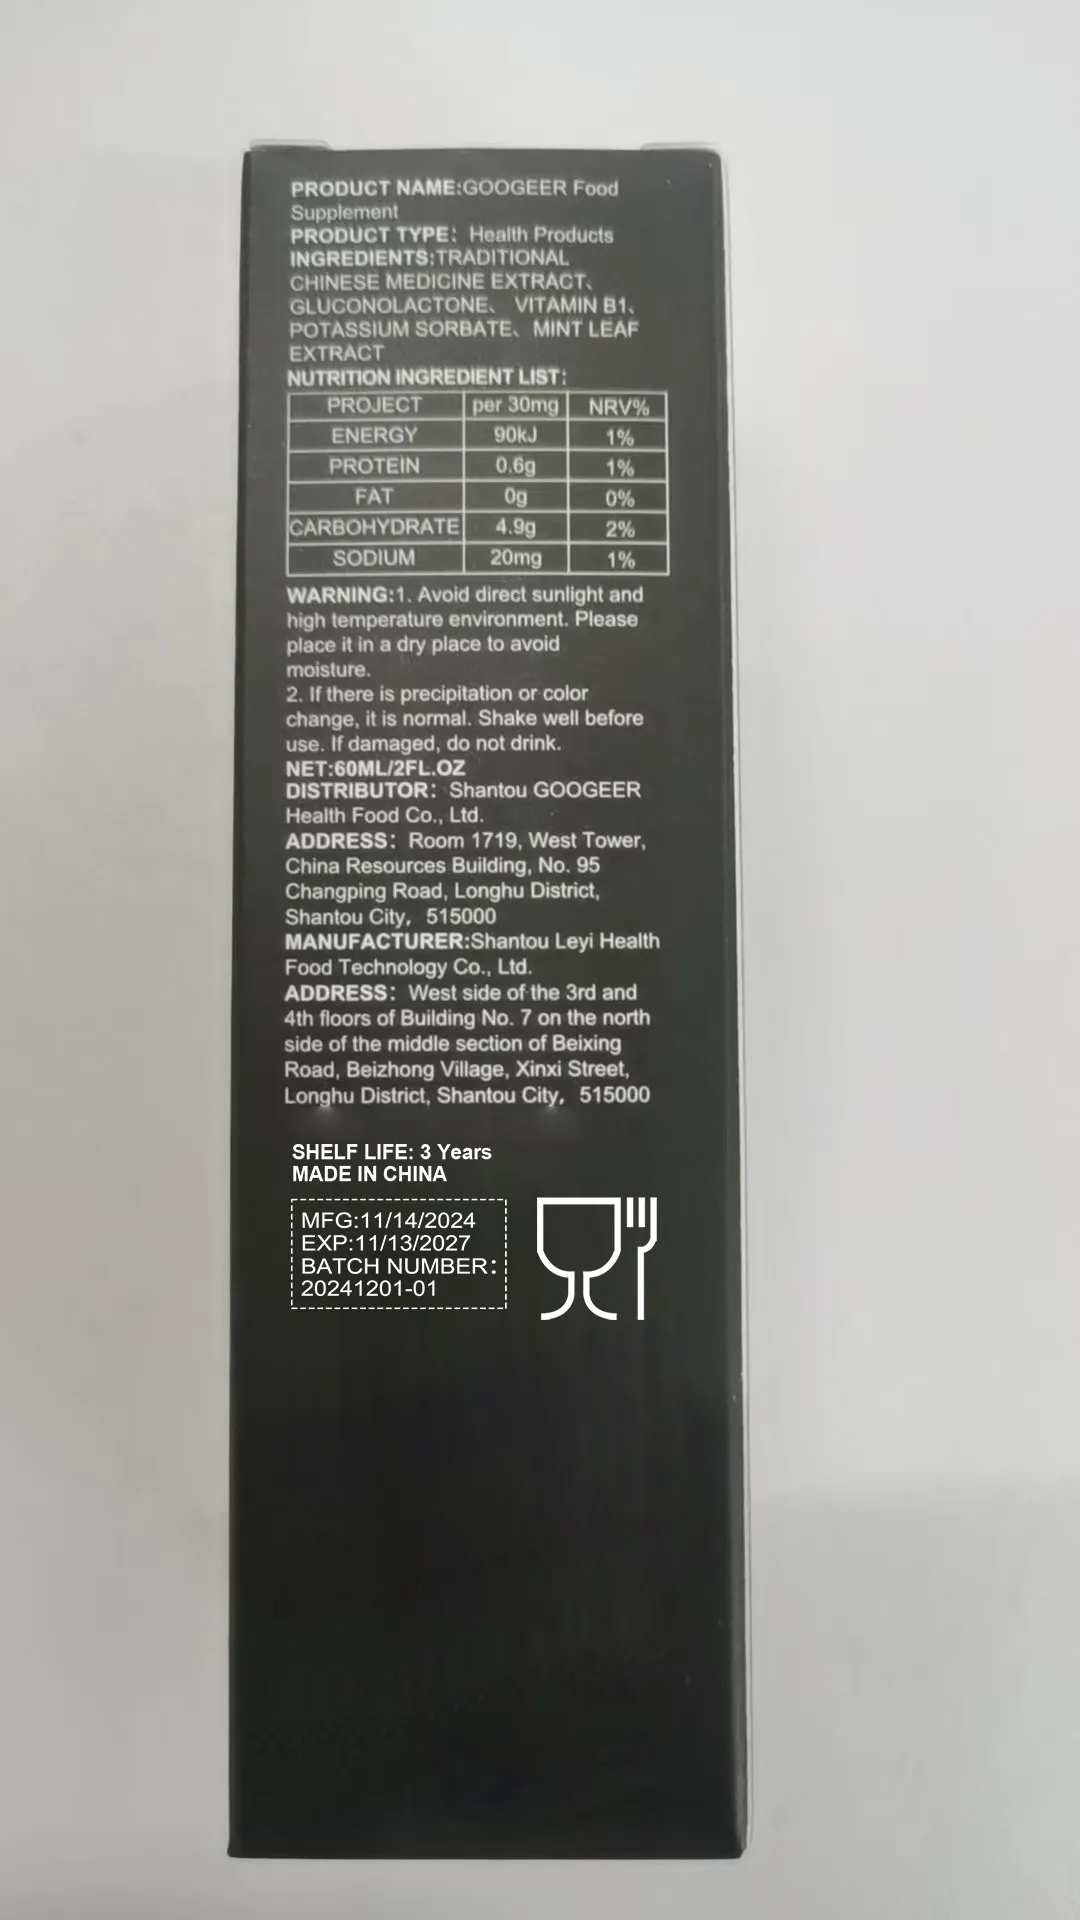 PRODUCT NAME:GOOGEER Food
Supplement
PRODUCT TYPE： Health Products
INGREDIENTS:TRADITIONAL
CHINESE MEDICINE EXTRACT、
GLUCONOLACTONE、 VITAMIN B1、
POTASSIUM SORBATE、 MINT LEAF
EXTRACT
NUTRITION INGREDIENT LIST:
PROJECT per 30mg NRV%
ENERGY 90kJ 1%
PROTEIN 0.6g 1%
FAT 0g 0%
CARBOHYDRATE 4.9g 2%
SODIUM 20mg 1%
WARNING:1. Avoid direct sunlight and
high temperature environment. Please
place it in a dry place to avoid
moisture.
2. If there is precipitation or color
change, it is normal. Shake well before
use. If damaged, do not drink.
NET:60ML/2FL.OZ
DISTRIBUTOR： Shantou GOOGEER
Health Food Co., Ltd.
ADDRESS： Room 1719, West Tower,
China Resources Building, No. 95
Changping Road, Longhu District,
Shantou City， 515000
MANUFACTURER:Shantou Leyi Health
Food Technology Co., Ltd.
ADDRESS： West side of the 3rd and
4th floors of Building No. 7 on the north
side of the middle section of Beixing
Road, Beizhong Village, Xinxi Street,
Longhu District, Shantou City， 515000
SHELF LIFE: 3 Years
MADE IN CHINA
MFG:11/14/2024
EXP:11/13/2027
BATCH NUMBER：
20241201-01